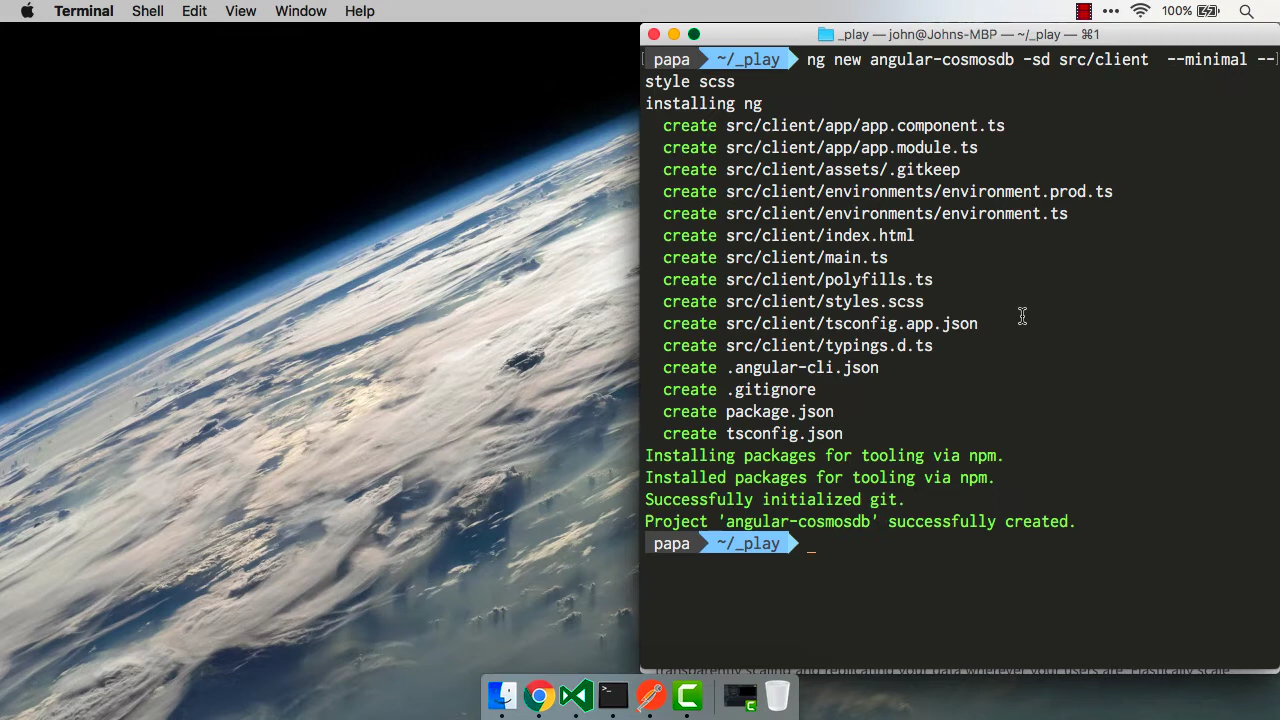 Terminal Shell Edit View Window Help 100%
_play — john@Johns-MBP — ~/_play — ⌘1
papa ~/_play ng new angular-cosmosdb -sd src/client --minimal --
style scss
installing ng
create src/client/app/app.component.ts
create src/client/app/app.module.ts
create src/client/assets/.gitkeep
create src/client/environments/environment.prod.ts
create src/client/environments/environment.ts
create src/client/index.html
create src/client/main.ts
create src/client/polyfills.ts
create src/client/styles.scss
create src/client/tsconfig.app.json
create src/client/typings.d.ts
create .angular-cli.json
create .gitignore
create package.json
create tsconfig.json
Installing packages for tooling via npm.
Installed packages for tooling via npm.
Successfully initialized git.
Project 'angular-cosmosdb' successfully created.
papa ~/_play _